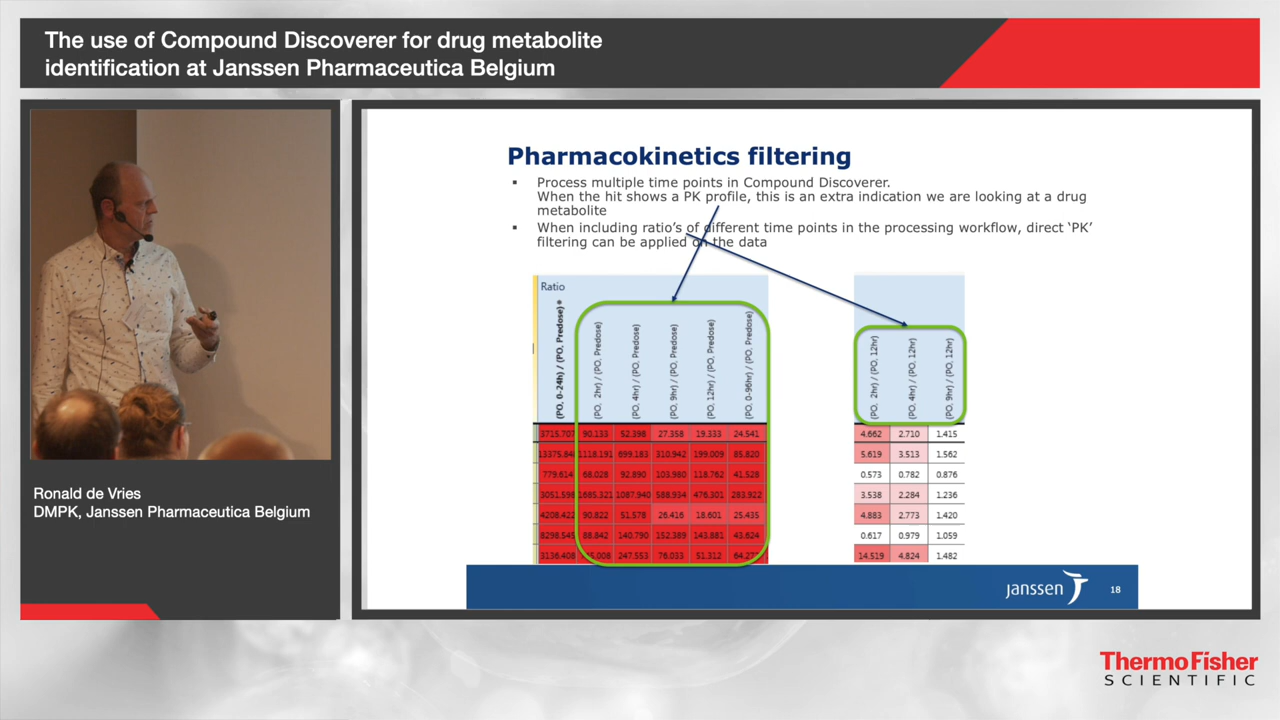 The use of Compound Discoverer for drug metabolite
identification at Janssen Pharmaceutica Belgium
Pharmacokinetics filtering
▪ Process multiple time points in Compound Discoverer.
When the hit shows a PK profile, this is an extra indication we are looking at a drug
metabolite
▪ When including ratio's of different time points in the processing workflow, direct ‘PK’
filtering can be applied on the data
Ratio
(PO, 0-24h) / (PO, Predose)
(PO, 2hr) / (PO, Predose)
(PO, 4hr) / (PO, Predose)
(PO, 9hr) / (PO, Predose)
(PO, 12hr) / (PO, Predose)
(PO, 0-96hr) / (PO, Predose)
(PO, 2hr) / (PO, 12hr)
(PO, 4hr) / (PO, 12hr)
(PO, 9hr) / (PO, 12hr)
3715.707 90.133 52.398 27.358 19.333 24.541 4.662 2.710 1.415
1118.191 699.183 310.942 199.009 85.820 5.619 3.513 1.562
779.614 68.028 92.890 103.980 118.762 41.528 0.573 0.782 0.876
3051.598 1685.321 1087.940 588.934 476.301 283.922 3.538 2.284 1.236
4208.422 90.822 51.578 26.416 18.601 25.435 4.883 2.773 1.420
8298.545 88.842 140.790 152.389 143.881 43.624 0.617 0.979 1.059
3136.408 247.553 76.033 51.312 14.519 4.824 1.482
Ronald de Vries
DMPK, Janssen Pharmaceutica Belgium
janssen
18
ThermoFisher
SCIENTIFIC